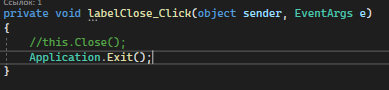 Ссылок: 1
private void labelClose_Click(object sender, EventArgs e)
{
//this.Close();
Application.Exit();
}